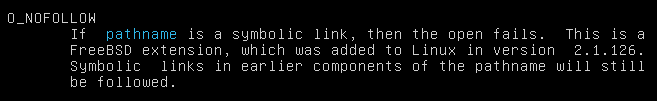 O_NOFOLLOW
If pathname is a symbolic link, then the open fails. This is a
FreeBSD extension, which was added to Linux in version 2.1.126.
Symbolic links in earlier components of the pathname will still
be followed.